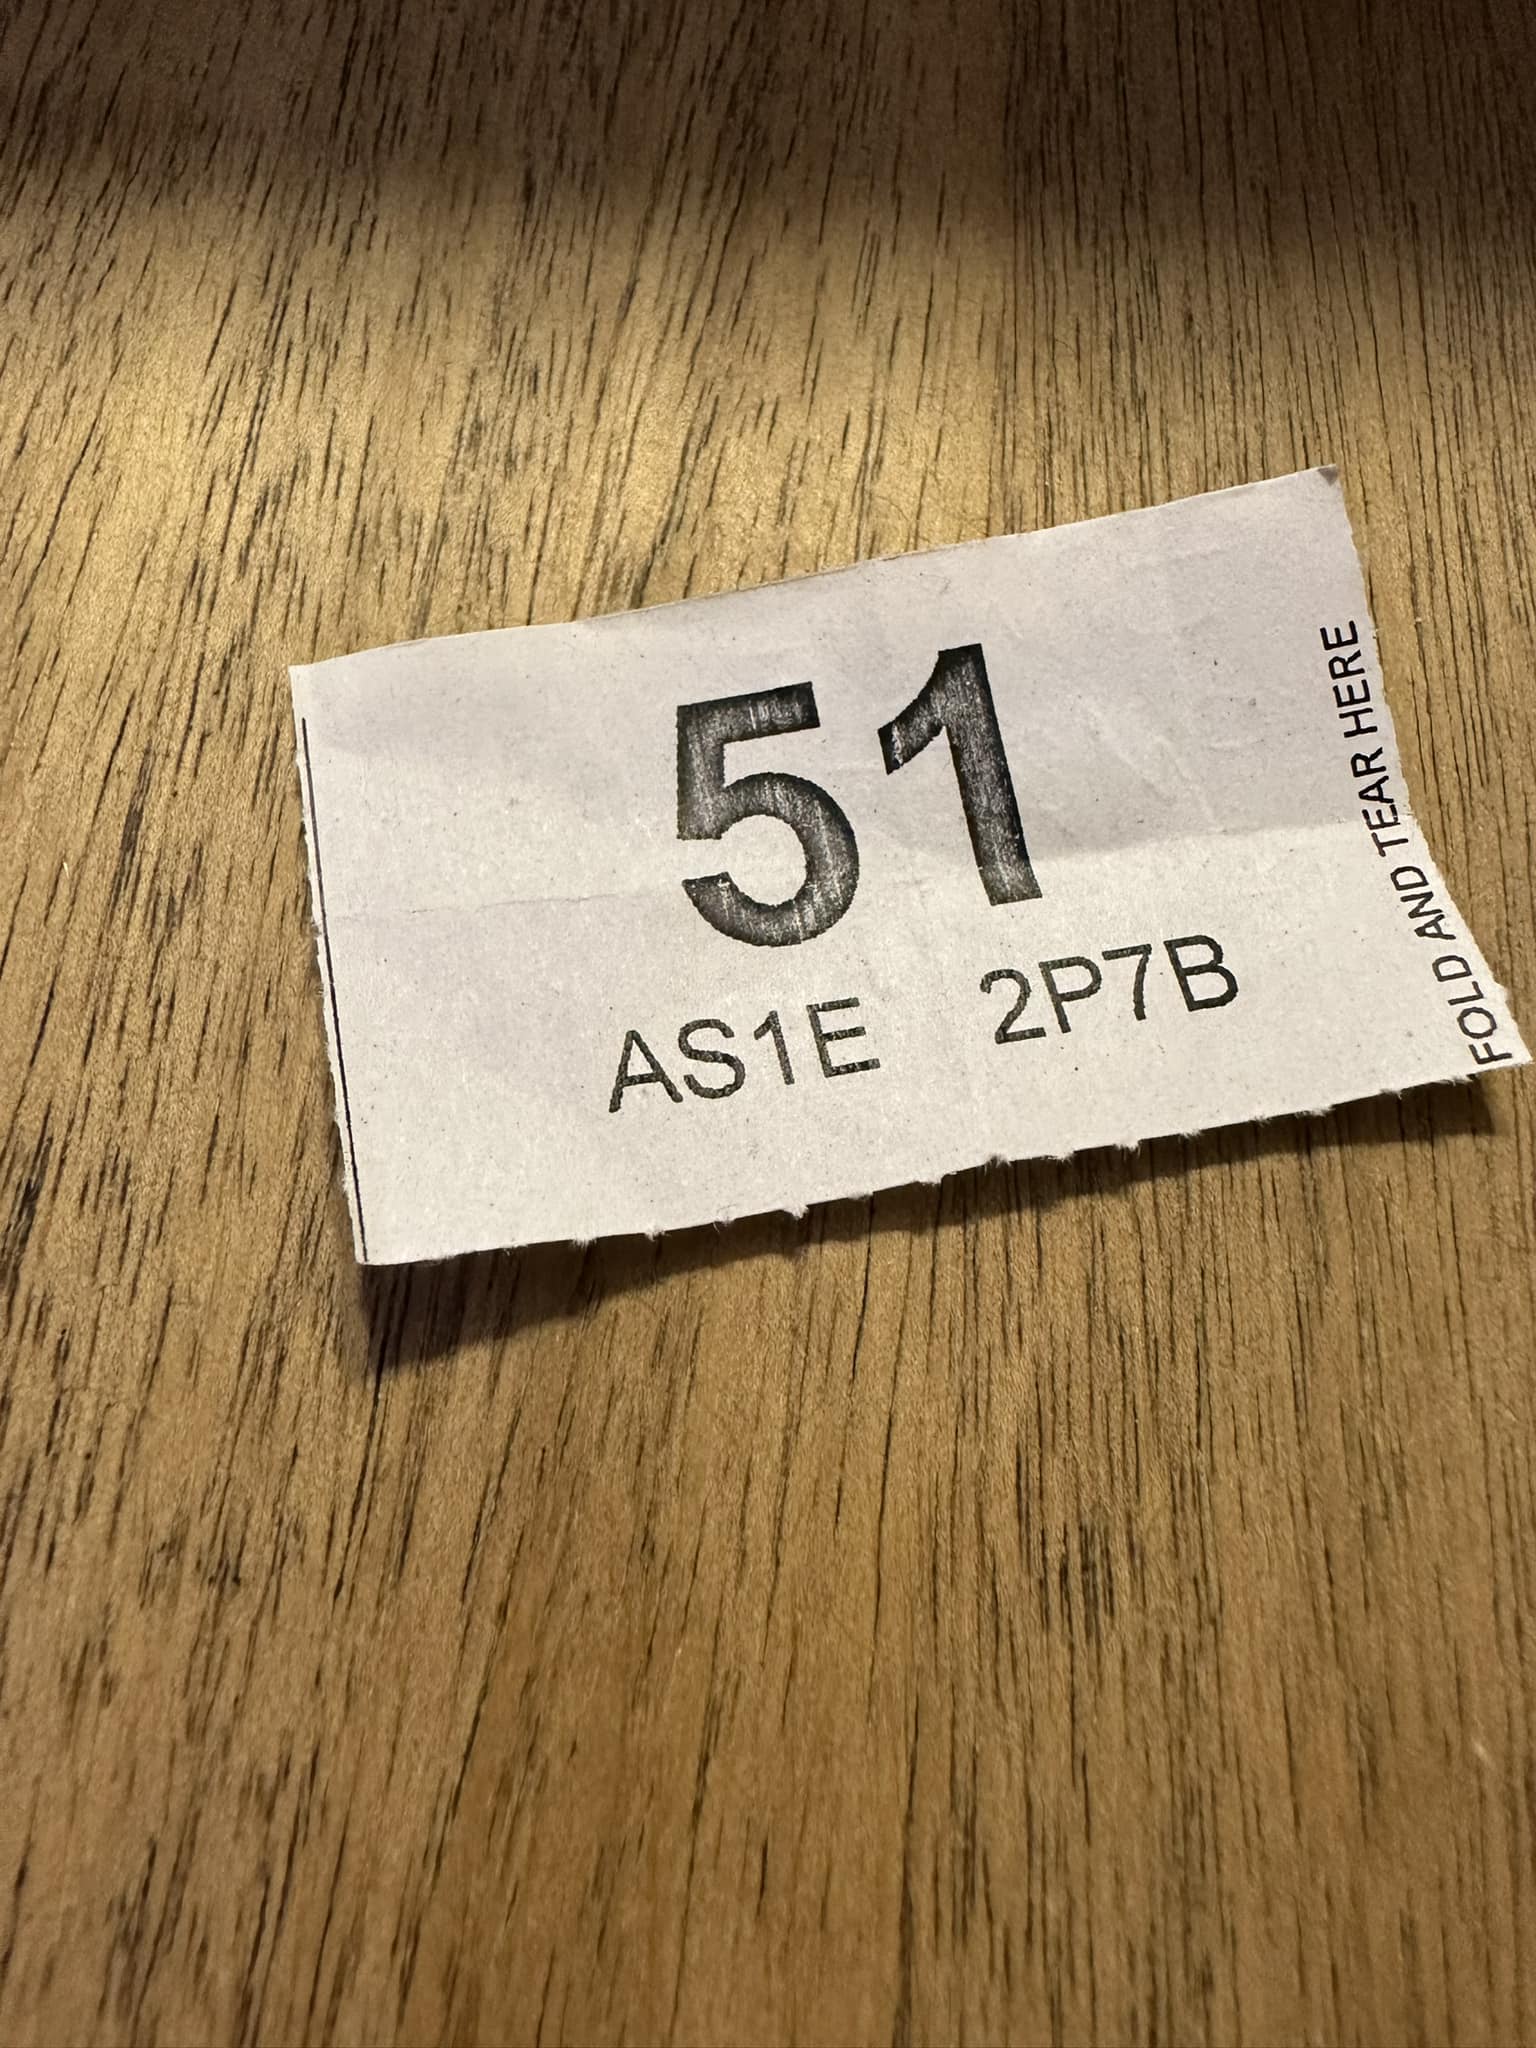 51
AS1E 2P7B
FOLD AND TEAR HERE